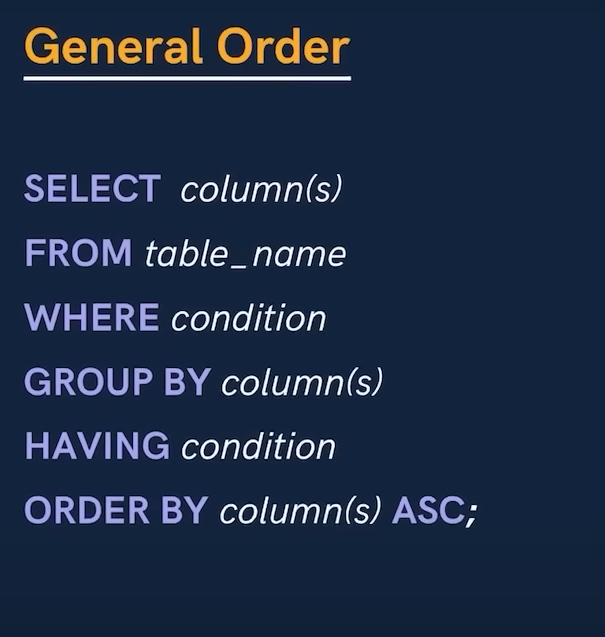 General Order
SELECT column(s)
FROM table_name
WHERE condition
GROUP BY column(s)
HAVING condition
ORDER BY column(s) ASC;